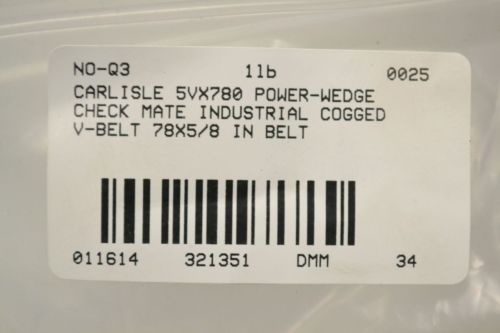 NO-Q3 11b 0025
CARLISLE 5VX780 POWER-WEDGE
CHECK MATE INDUSTRIAL COGGED
V-BELT 78X5/8 IN BELT
011614 321351 DMM 34